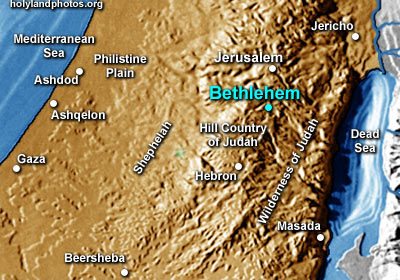 holylandphotos.org
Jericho
Mediterranean
Sea
Philistine
Plain
Jerusalem
Ashdod
Bethlehem
Ashqelon
Hill Country
of Judah
Dead
Sea
Shephelah
Wilderness of Judah
Gaza
Hebron
Masada
Beersheba